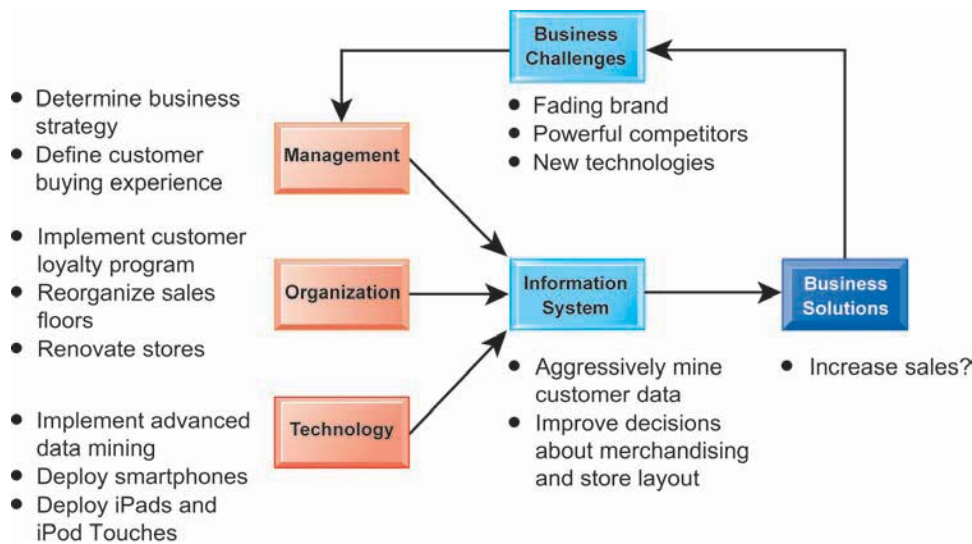 Business
Challenges
• Fading brand
• Powerful competitors
• New technologies
• Determine business
strategy
• Define customer
buying experience
Management
• Implement customer
loyalty program
• Reorganize sales
floors
• Renovate stores
Organization
Information
System
• Aggressively mine
customer data
• Improve decisions
about merchandising
and store layout
Business
Solutions
• Increase sales?
• Implement advanced
data mining
• Deploy smartphones
• Deploy iPads and
iPod Touches
Technology